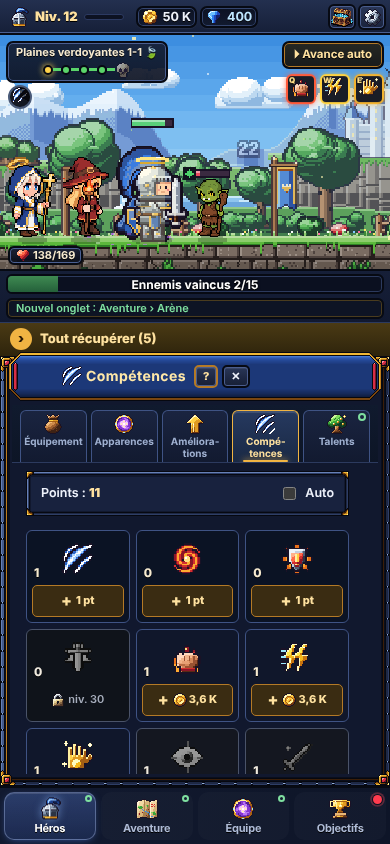 Niv. 12
50 K
400
Plaines verdoyantes 1-1
Avance auto
Q
W
E
22
138/169
Ennemis vaincus 2/15
Nouvel onglet : Aventure › Arène
Tout récupérer (5)
Compétences
?
×
Équipement
Apparences
Améliora-
tions
Compé-
tences
Talents
Points : 11
Auto
1
+ 1 pt
0
+ 1 pt
0
+ 1 pt
0
niv. 30
1
+ 3,6 K
1
+ 3,6 K
1
1
1
Héros
Aventure
Équipe
Objectifs